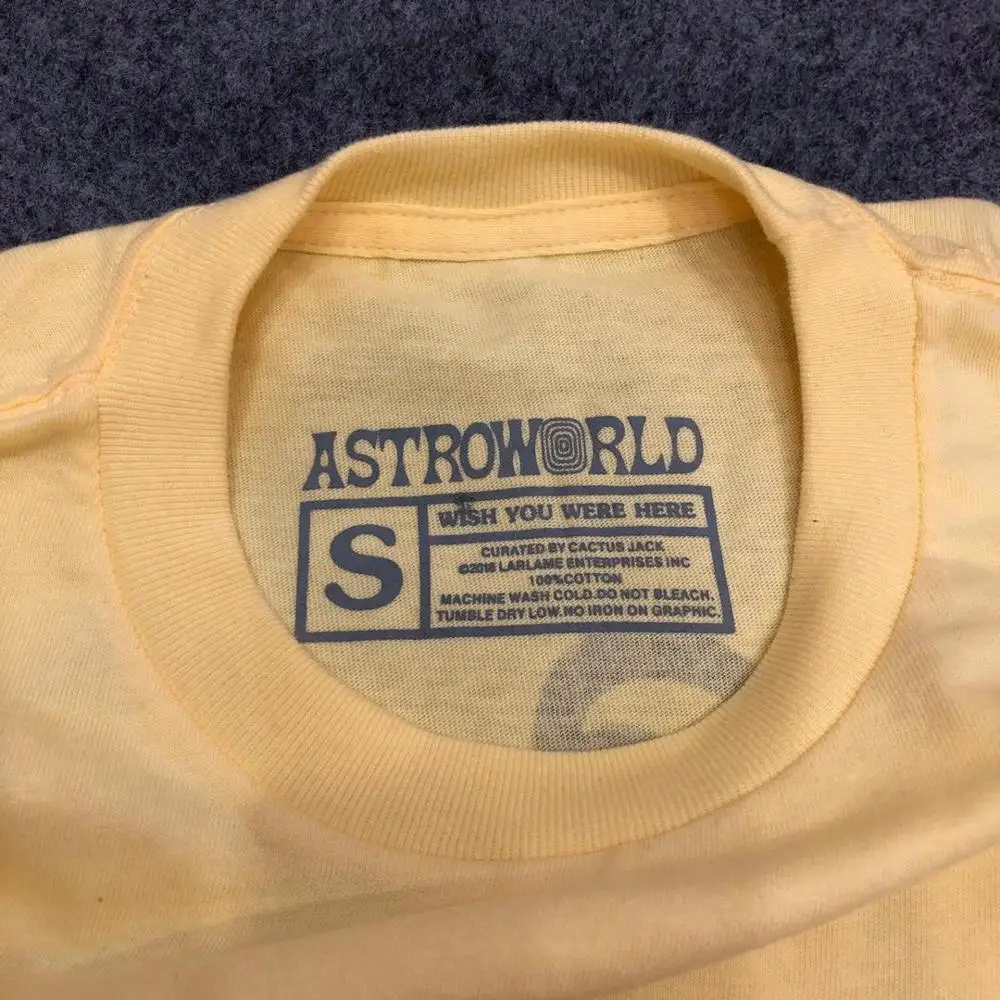 ASTROWORLD
S
WISH YOU WERE HERE
CURATED BY CACTUS JACK
©2018 LARLAME ENTERPRISES INC
100%COTTON
MACHINE WASH COLD.DO NOT BLEACH.
TUMBLE DRY LOW.NO IRON ON GRAPHIC.